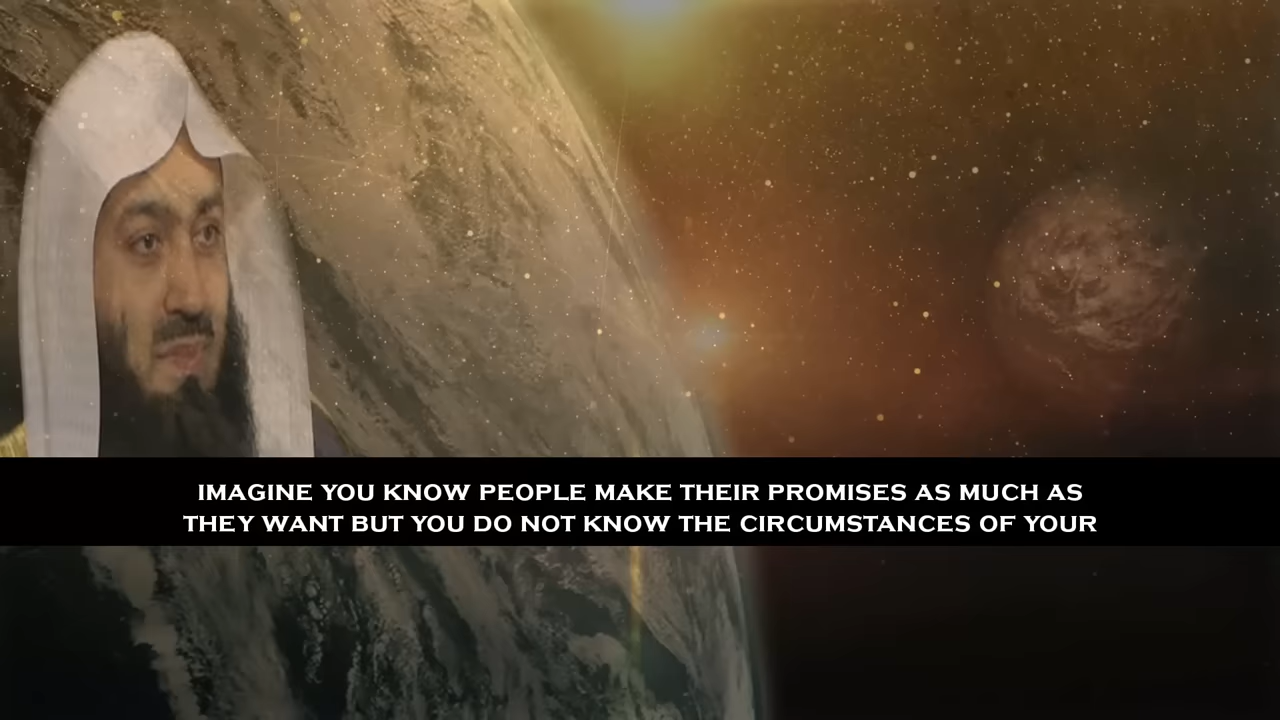 IMAGINE YOU KNOW PEOPLE MAKE THEIR PROMISES AS MUCH AS
THEY WANT BUT YOU DO NOT KNOW THE CIRCUMSTANCES OF YOUR